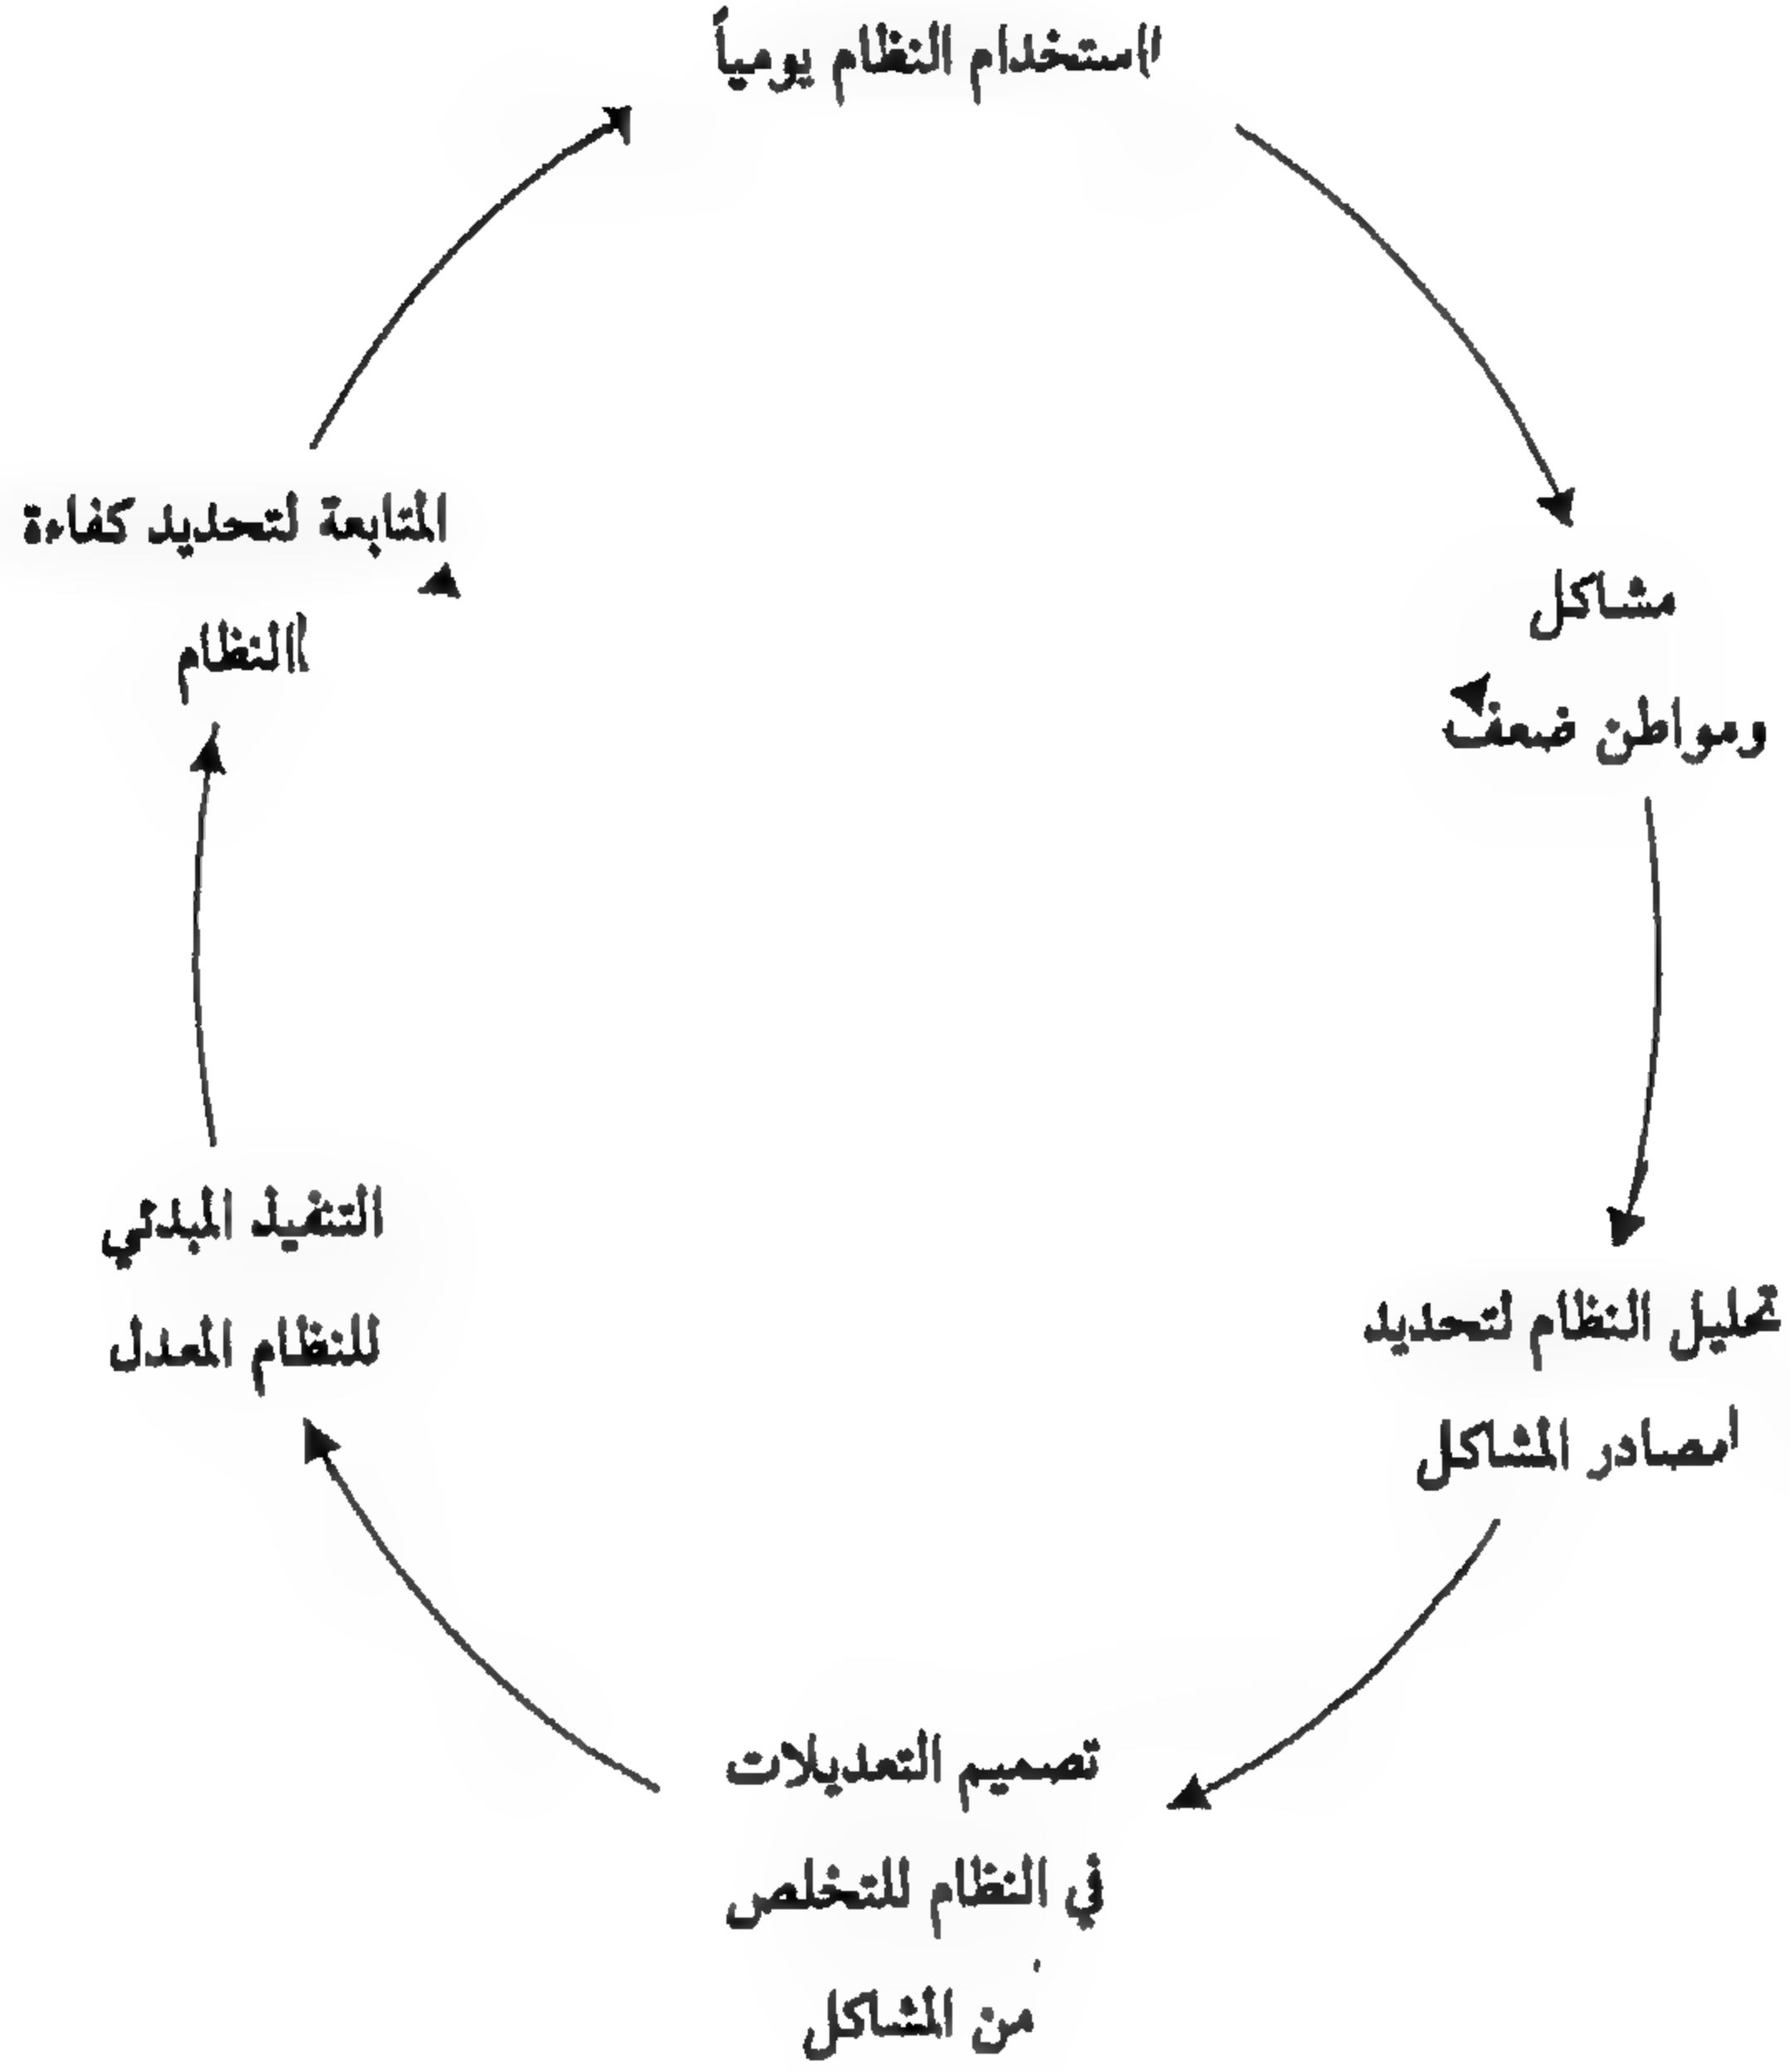 استخدام النظام يومياً
مشاكل
ومواطن ضعف
تحليل النظام لتحديد
مصادر المشاكل
تصميم التعديلات
في النظام للتخلص
من المشاكل
التنفيذ المبدئي
للنظام المعدل
المتابعة لتحديد كفاءة
النظام